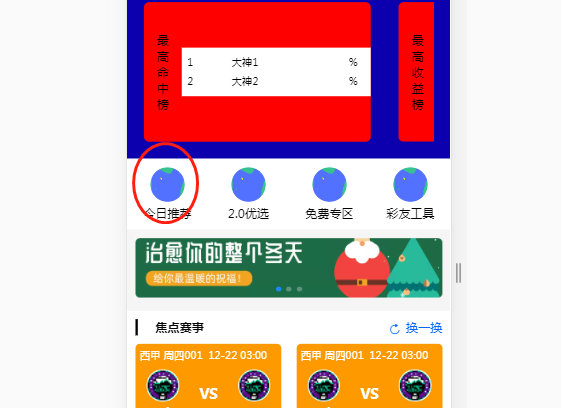 最高命中榜
1 大神1 %
2 大神2 %
最高收益榜
今日推荐 2.0优选 免费专区 彩友工具
治愈你的整个冬天
给你最温暖的祝福！
焦点赛事 换一换
西甲 周四001 12-22 03:00 西甲 周四001 12-22 03:00
VS VS